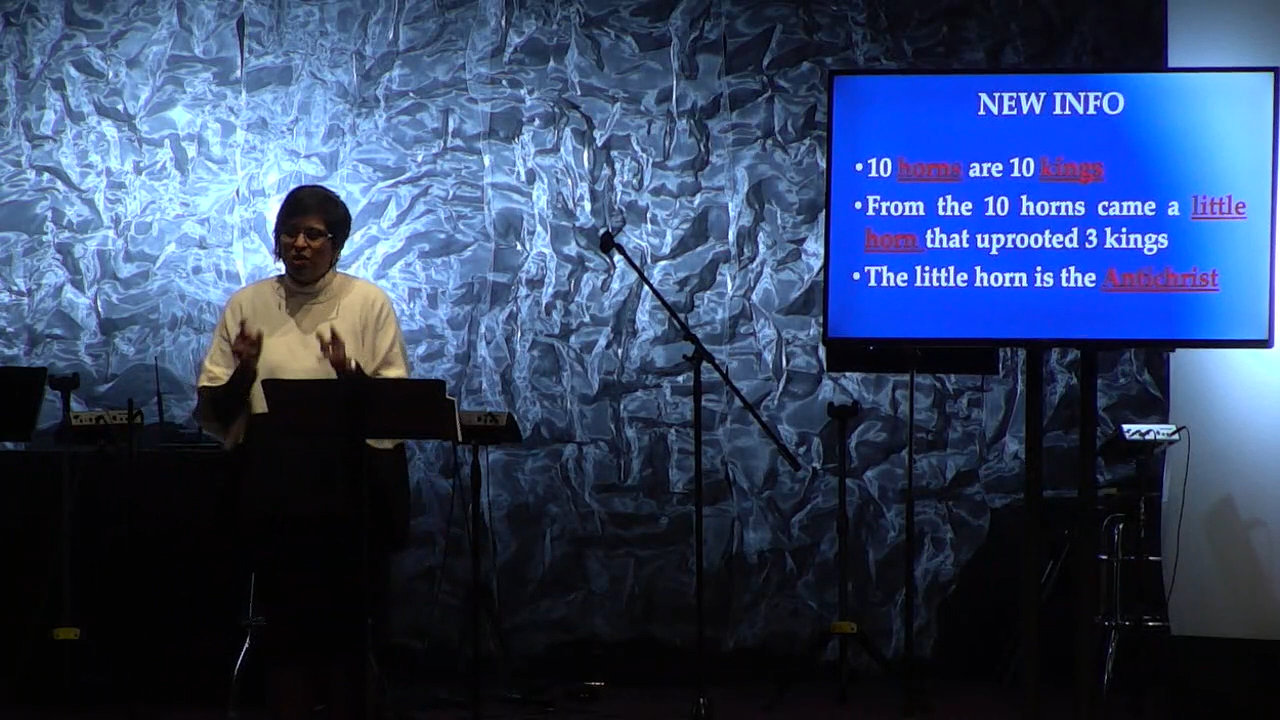 NEW INFO
•10 horns are 10 kings
•From the 10 horns came a little
horn that uprooted 3 kings
•The little horn is the Antichrist